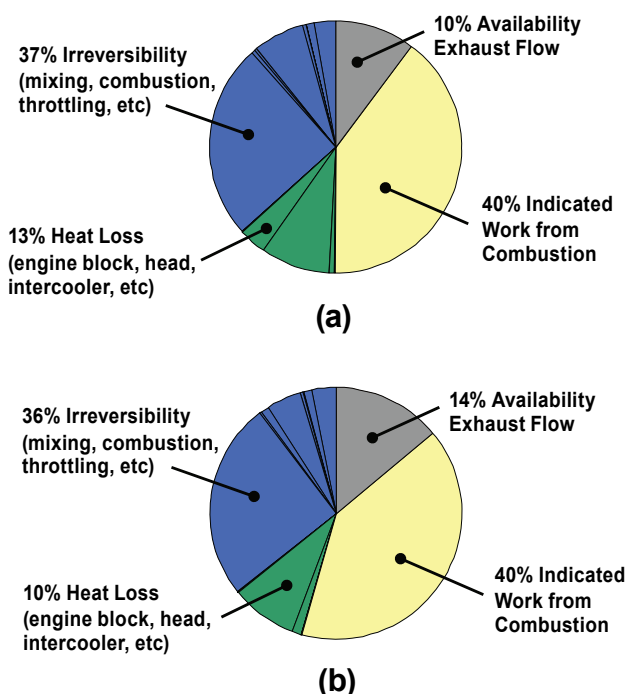 10% Availability
Exhaust Flow
37% Irreversibility
(mixing, combustion,
throttling, etc)
40% Indicated
Work from
Combustion
13% Heat Loss
(engine block, head,
intercooler, etc)
(a)
14% Availability
Exhaust Flow
36% Irreversibility
(mixing, combustion,
throttling, etc)
40% Indicated
Work from
Combustion
10% Heat Loss
(engine block, head,
intercooler, etc)
(b)